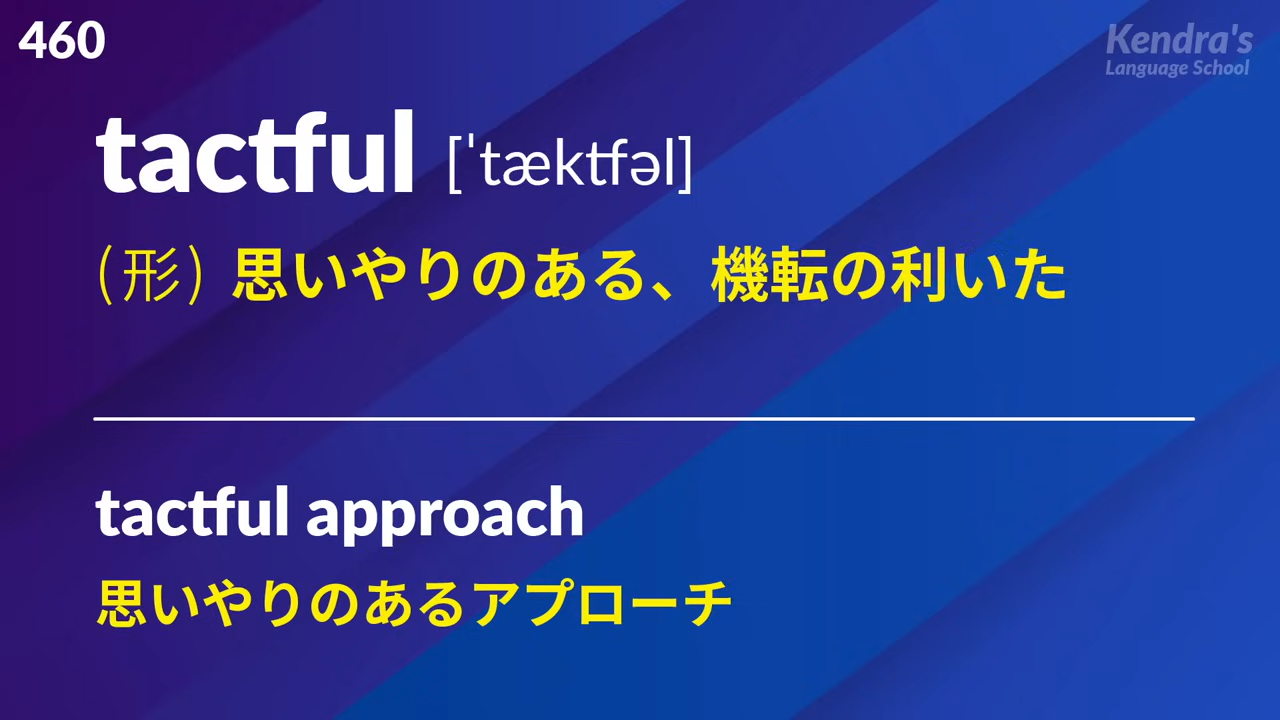 460
Kendra's
Language School
tactful [ˈtæktfəl]
(形) 思いやりのある、機転の利いた
tactful approach
思いやりのあるアプローチ